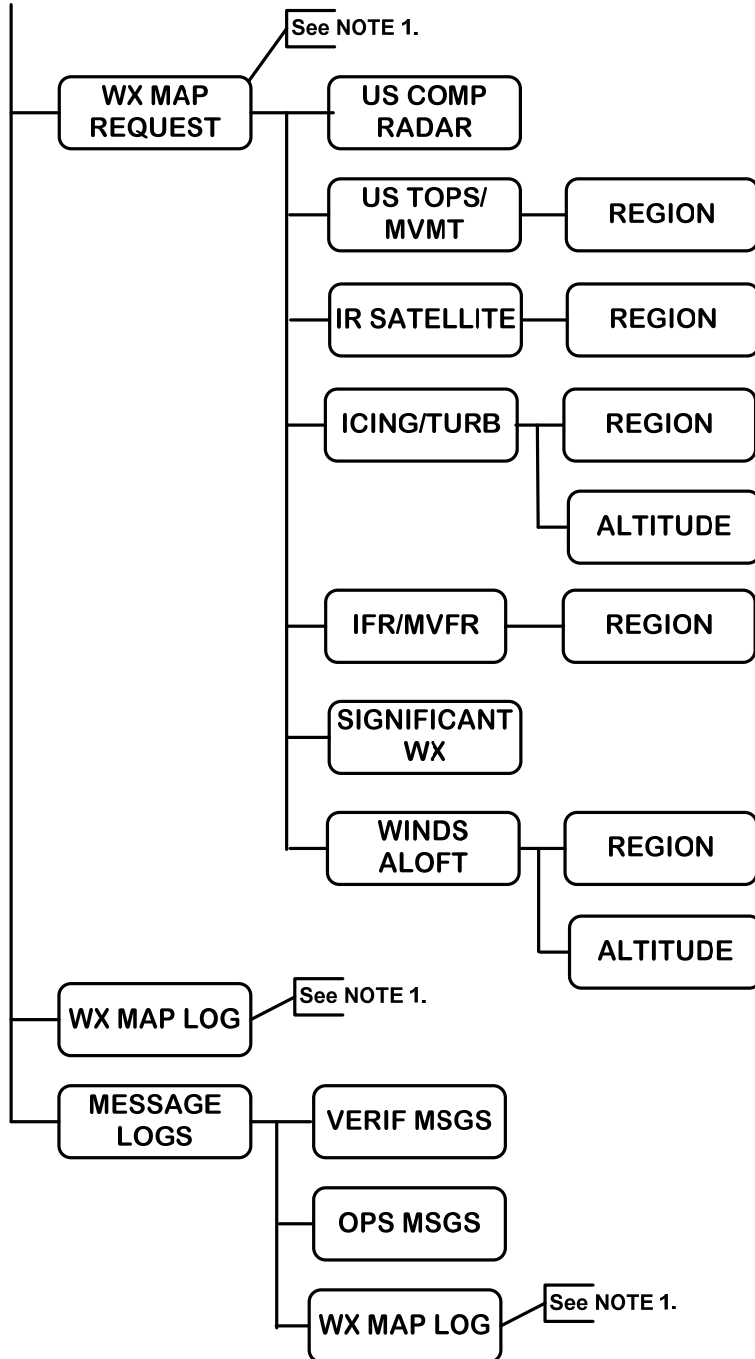 See NOTE 1.
WX MAP
REQUEST
US COMP
RADAR
US TOPS/
MVMT
REGION
IR SATELLITE
REGION
ICING/TURB
REGION
ALTITUDE
IFR/MVFR
REGION
SIGNIFICANT
WX
WINDS
ALOFT
REGION
ALTITUDE
WX MAP LOG
See NOTE 1.
MESSAGE
LOGS
VERIF MSGS
OPS MSGS
WX MAP LOG
See NOTE 1.